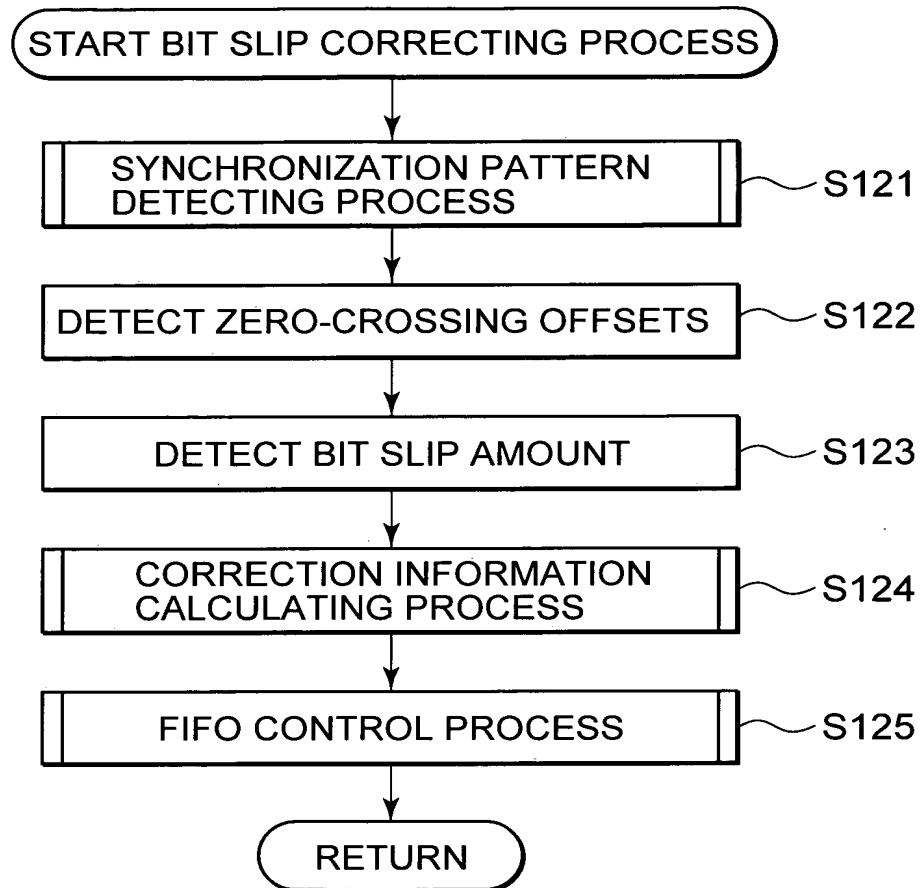 START BIT SLIP CORRECTING PROCESS
SYNCHRONIZATION PATTERN
DETECTING PROCESS
S121
DETECT ZERO-CROSSING OFFSETS
S122
DETECT BIT SLIP AMOUNT
S123
CORRECTION INFORMATION
CALCULATING PROCESS
S124
FIFO CONTROL PROCESS
S125
RETURN